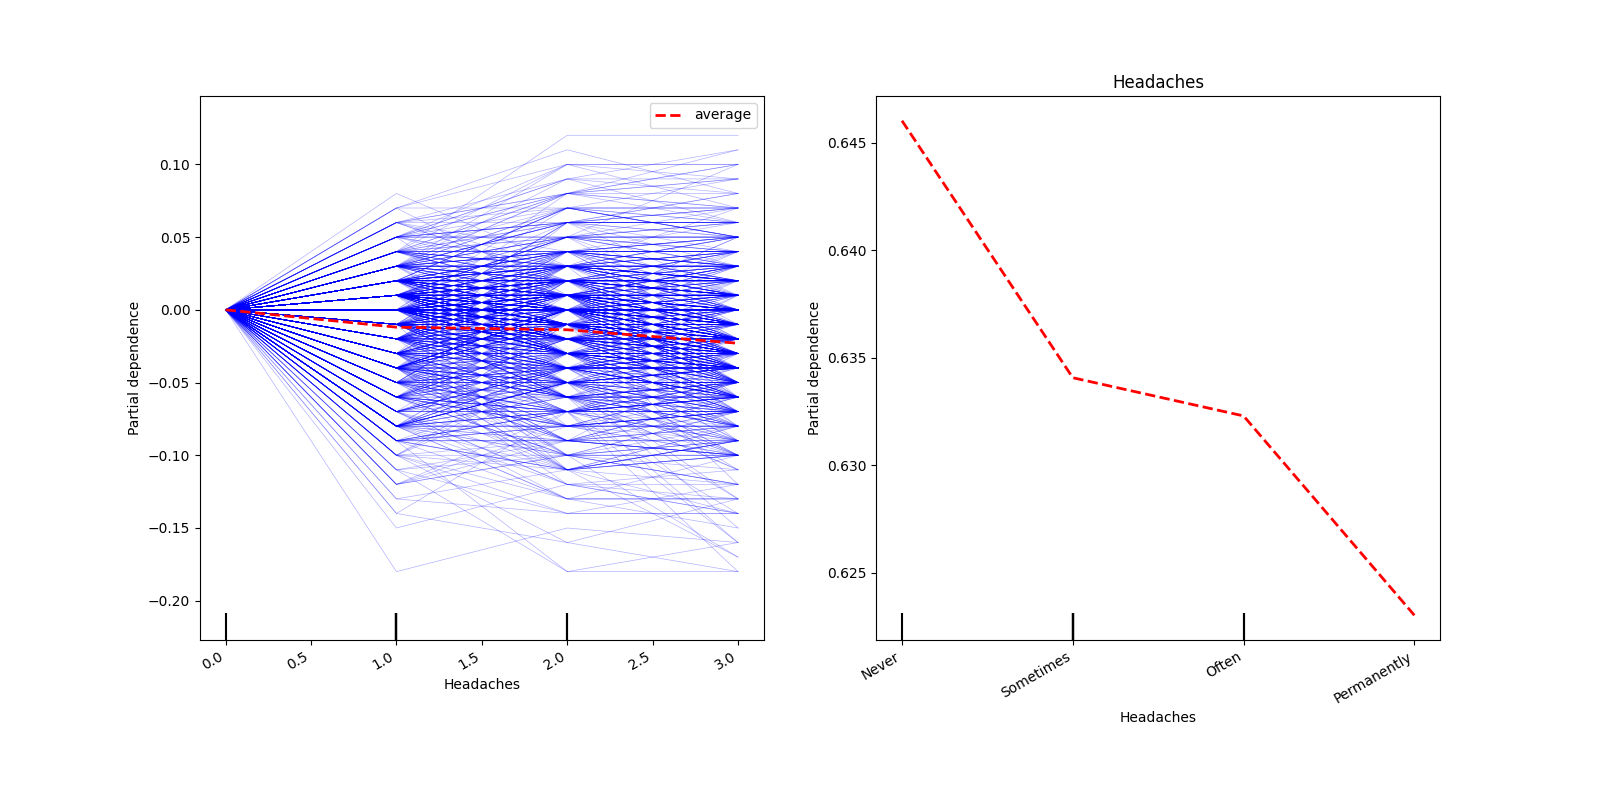 average
Partial dependence
0.10
0.05
0.00
−0.05
−0.10
−0.15
−0.20
0.0
0.5
1.0
1.5
2.0
2.5
3.0
Headaches
Headaches
Partial dependence
0.645
0.640
0.635
0.630
0.625
Never
Sometimes
Often
Permanently
Headaches